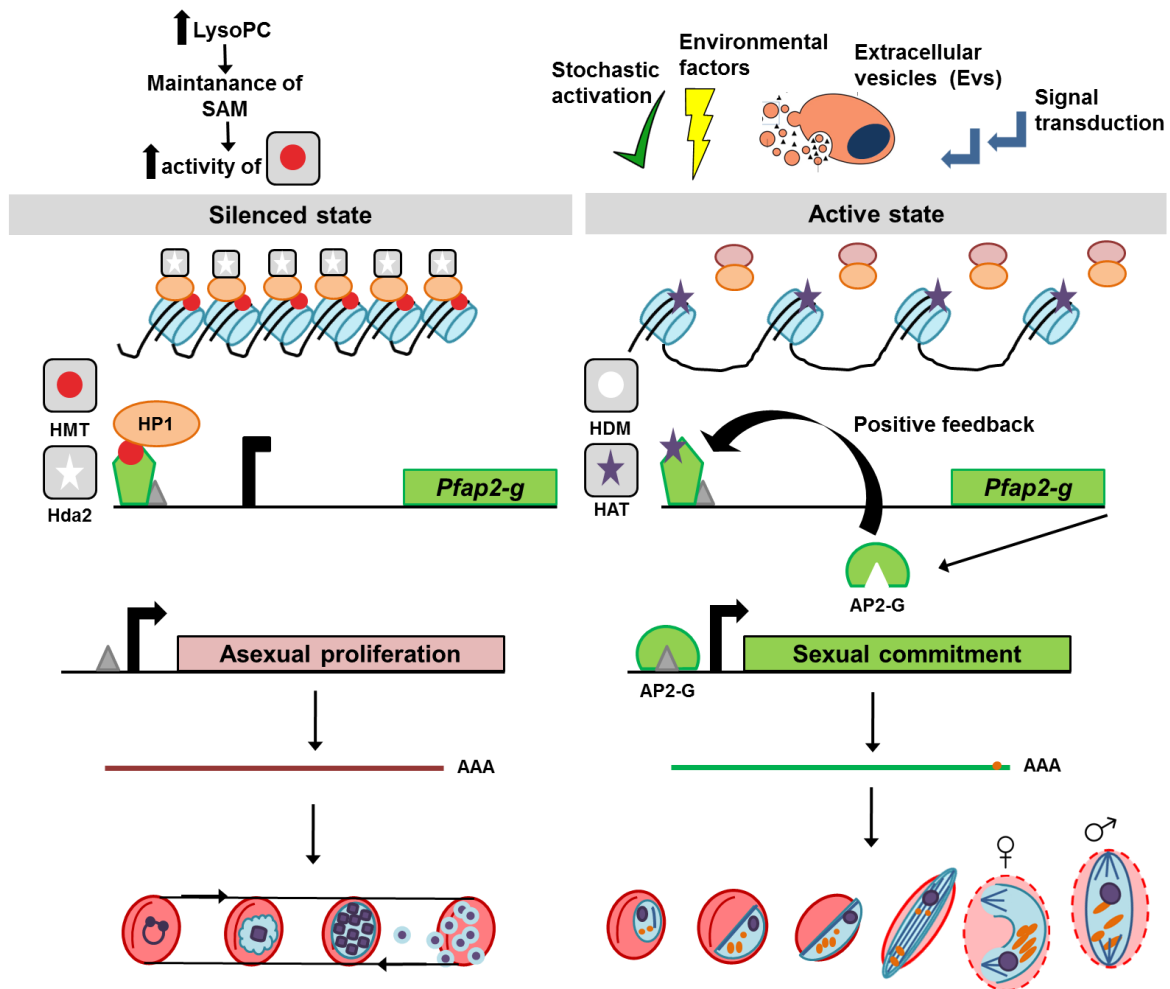 LysoPC
Maintanance of
SAM
activity of
Stochastic
activation
Environmental
factors
Extracellular
vesicles (Evs)
Signal
transduction
Silenced state
Active state
HMT
HP1
Hda2
Pfap2-g
HDM
HAT
Positive feedback
Pfap2-g
AP2-G
Asexual proliferation
AP2-G
Sexual commitment
AAA
AAA
♀
♂